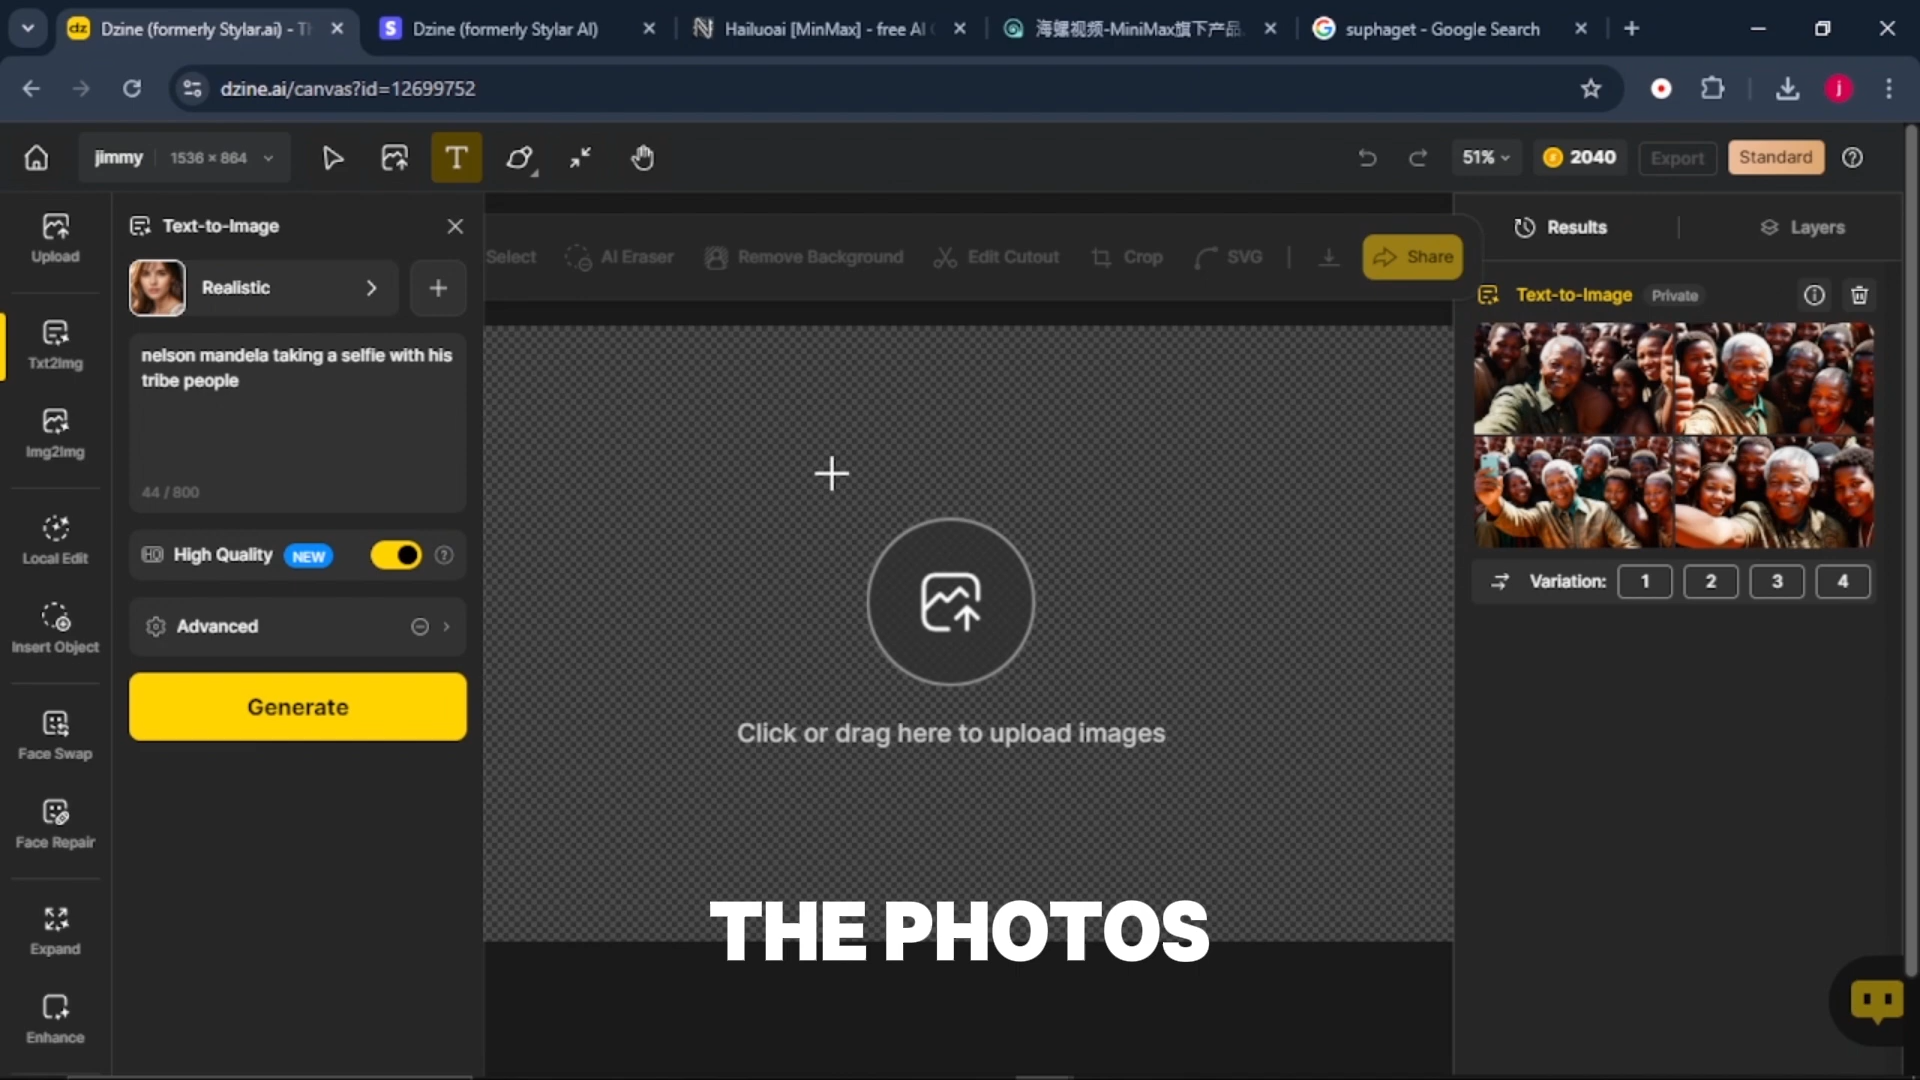 Dzine (formerly Stylar.ai) - T
Dzine (formerly Stylar AI)
Hailuoai [MinMax] - free AI
海螺视频-MiniMax旗下产品
suphaget - Google Search
dzine.ai/canvas?id=12699752
j
jimmy
1536 × 864
T
51%
2040
Export
Standard
Upload
Txt2Img
Img2Img
Local Edit
Insert Object
Face Swap
Face Repair
Expand
Enhance
Text-to-Image
Realistic
nelson mandela taking a selfie with his
tribe people
44 / 800
HQ High Quality NEW
Advanced
Generate
Select
AI Eraser
Remove Background
Edit Cutout
Crop
SVG
Share
Click or drag here to upload images
THE PHOTOS
Results
Layers
Text-to-Image Private
Variation: 1 2 3 4